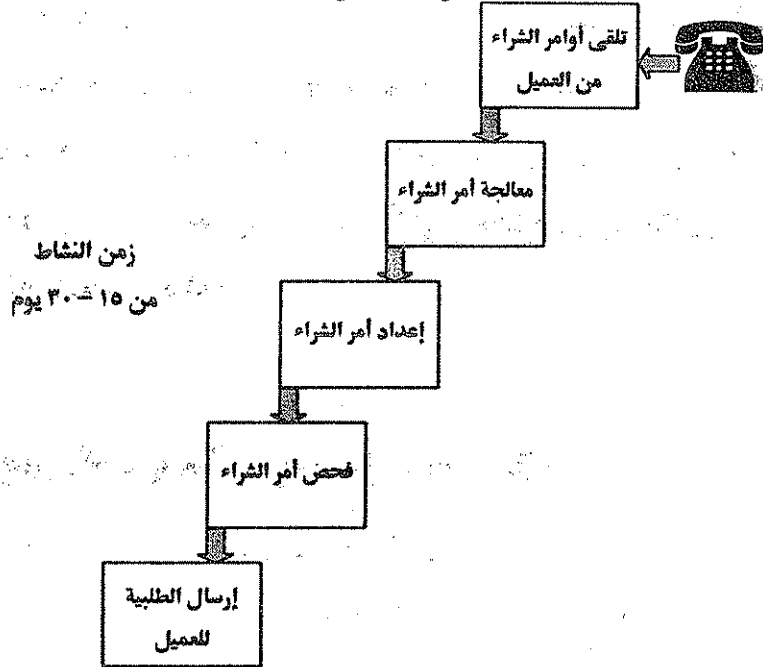 تلقى أوامر الشراء
من العميل
معالجة أمر الشراء
زمن النشاط
من ١٥ – ٣٠ يوم
إعداد أمر الشراء
فحص أمر الشراء
إرسال الطلبية
للعميل